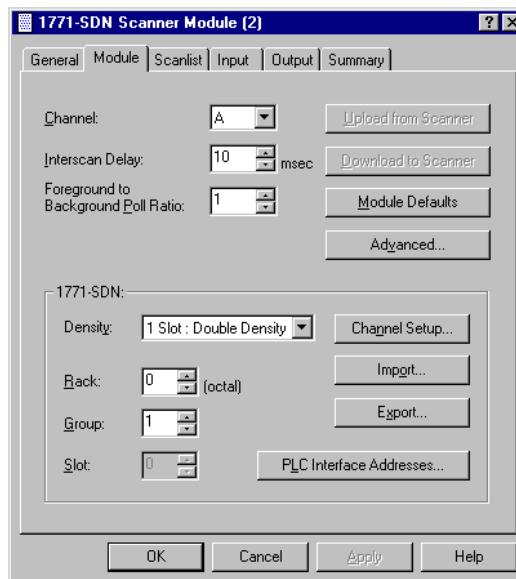 1771-SDN Scanner Module (2)
General Module Scanlist Input Output Summary
Channel: A Upload from Scanner
Interscan Delay: 10 msec Download to Scanner
Foreground to
Background Poll Ratio: 1 Module Defaults
Advanced...
1771-SDN:
Density: 1 Slot : Double Density Channel Setup...
Rack: 0 (octal) Import...
Group: 1 Export...
Slot: 0 PLC Interface Addresses...
OK Cancel Apply Help